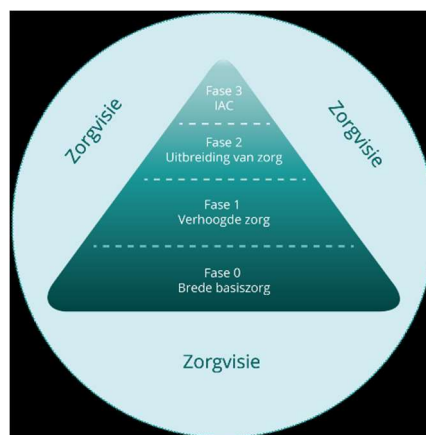 Zorgvisie
Zorgvisie
Fase 3
IAC
Fase 2
Uitbreiding van zorg
Fase 1
Verhoogde zorg
Fase 0
Brede basiszorg
Zorgvisie